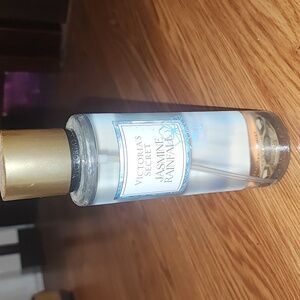 VICTORIA'S
SECRET
JASMINE
RAINFALL